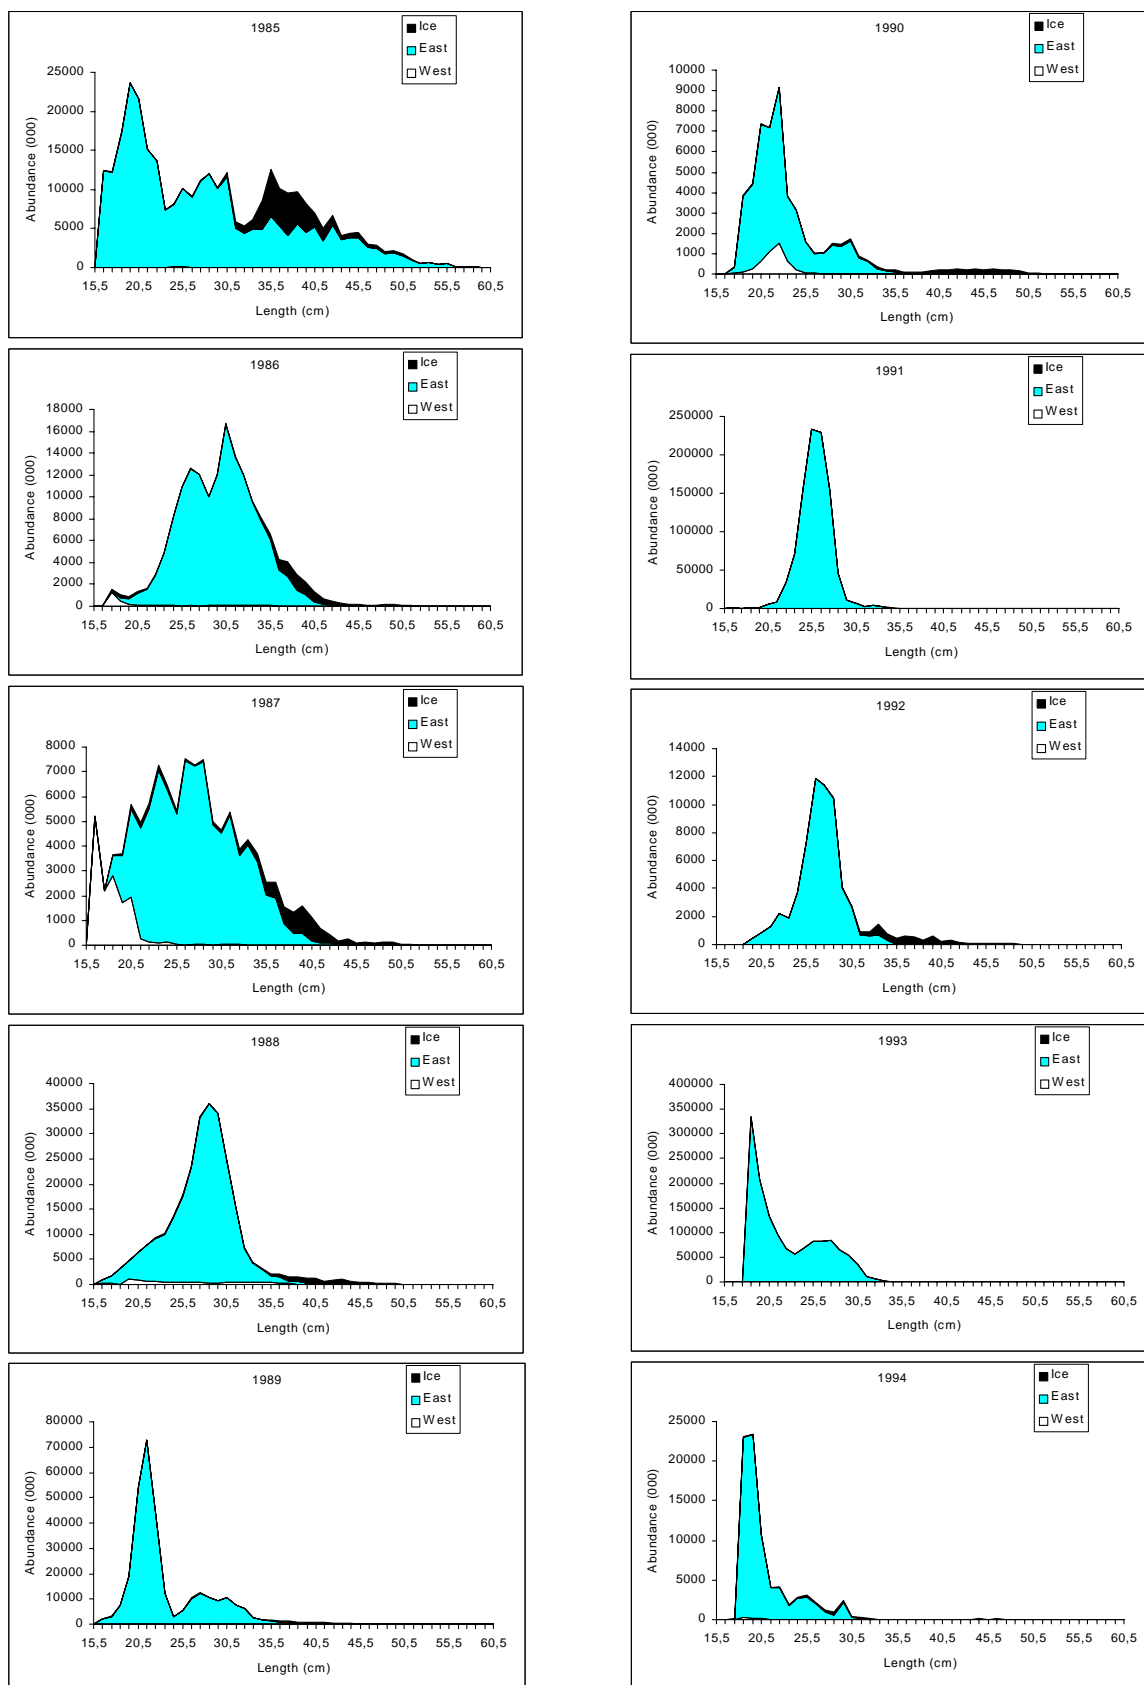 1985
Ice
East
West
25000
20000
15000
10000
5000
0
Abundance (000)
15,5 20,5 25,5 30,5 35,5 40,5 45,5 50,5 55,5 60,5
Length (cm)
1986
Ice
East
West
18000
16000
14000
12000
10000
8000
6000
4000
2000
0
Abundance (000)
15,5 20,5 25,5 30,5 35,5 40,5 45,5 50,5 55,5 60,5
Length (cm)
1987
Ice
East
West
8000
7000
6000
5000
4000
3000
2000
1000
0
Abundance (000)
15,5 20,5 25,5 30,5 35,5 40,5 45,5 50,5 55,5 60,5
Length (cm)
1988
Ice
East
West
40000
35000
30000
25000
20000
15000
10000
5000
0
Abundance (000)
15,5 20,5 25,5 30,5 35,5 40,5 45,5 50,5 55,5 60,5
Length (cm)
1989
Ice
East
West
80000
70000
60000
50000
40000
30000
20000
10000
0
Abundance (000)
15,5 20,5 25,5 30,5 35,5 40,5 45,5 50,5 55,5 60,5
Length (cm)
1990
Ice
East
West
10000
9000
8000
7000
6000
5000
4000
3000
2000
1000
0
Abundance (000)
15,5 20,5 25,5 30,5 35,5 40,5 45,5 50,5 55,5 60,5
Length (cm)
1991
Ice
East
West
250000
200000
150000
100000
50000
0
Abundance (000)
15,5 20,5 25,5 30,5 35,5 40,5 45,5 50,5 55,5 60,5
Length (cm)
1992
Ice
East
West
14000
12000
10000
8000
6000
4000
2000
0
Abundance (000)
15,5 20,5 25,5 30,5 35,5 40,5 45,5 50,5 55,5 60,5
Length (cm)
1993
Ice
East
West
400000
350000
300000
250000
200000
150000
100000
50000
0
Abundance (000)
15,5 20,5 25,5 30,5 35,5 40,5 45,5 50,5 55,5 60,5
Length (cm)
1994
Ice
East
West
25000
20000
15000
10000
5000
0
Abundance (000)
15,5 20,5 25,5 30,5 35,5 40,5 45,5 50,5 55,5 60,5
Length (cm)